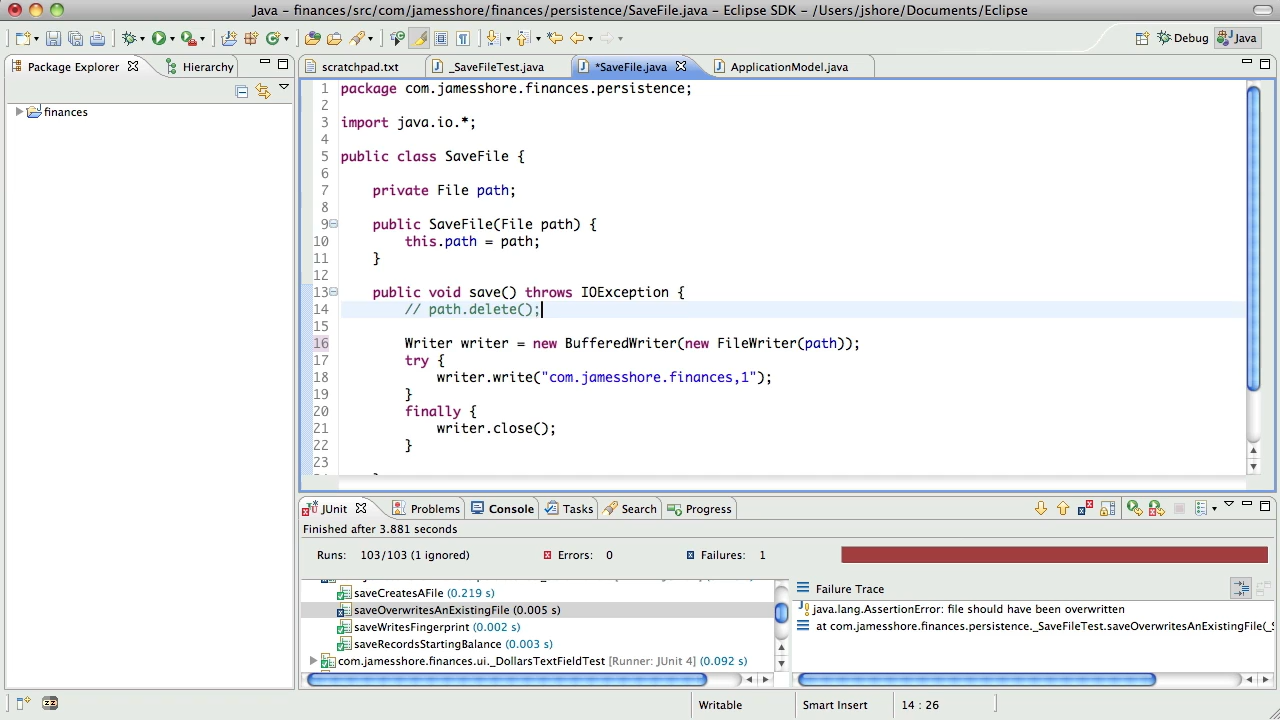 Java - finances/src/com/jamesshore/finances/persistence/SaveFile.java - Eclipse SDK - /Users/jshore/Documents/Eclipse
Debug
Java
Package Explorer
Hierarchy
finances
scratchpad.txt
_SaveFileTest.java
*SaveFile.java
ApplicationModel.java
1 package com.jamesshore.finances.persistence;
2
3 import java.io.*;
4
5 public class SaveFile {
6
7 private File path;
8
9 public SaveFile(File path) {
10 this.path = path;
11 }
12
13 public void save() throws IOException {
14 // path.delete();
15
16 Writer writer = new BufferedWriter(new FileWriter(path));
17 try {
18 writer.write("com.jamesshore.finances,1");
19 }
20 finally {
21 writer.close();
22 }
23
JUnit
Problems
Console
Tasks
Search
Progress
Finished after 3.881 seconds
Runs: 103/103 (1 ignored)
Errors: 0
Failures: 1
saveCreatesAFile (0.219 s)
saveOverwritesAnExistingFile (0.005 s)
saveWritesFingerprint (0.002 s)
saveRecordsStartingBalance (0.003 s)
com.jamesshore.finances.ui._DollarsTextFieldTest [Runner: JUnit 4] (0.092 s)
Failure Trace
java.lang.AssertionError: file should have been overwritten
at com.jamesshore.finances.persistence._SaveFileTest.saveOverwritesAnExistingFile(_S
Writable
Smart Insert
14 : 26